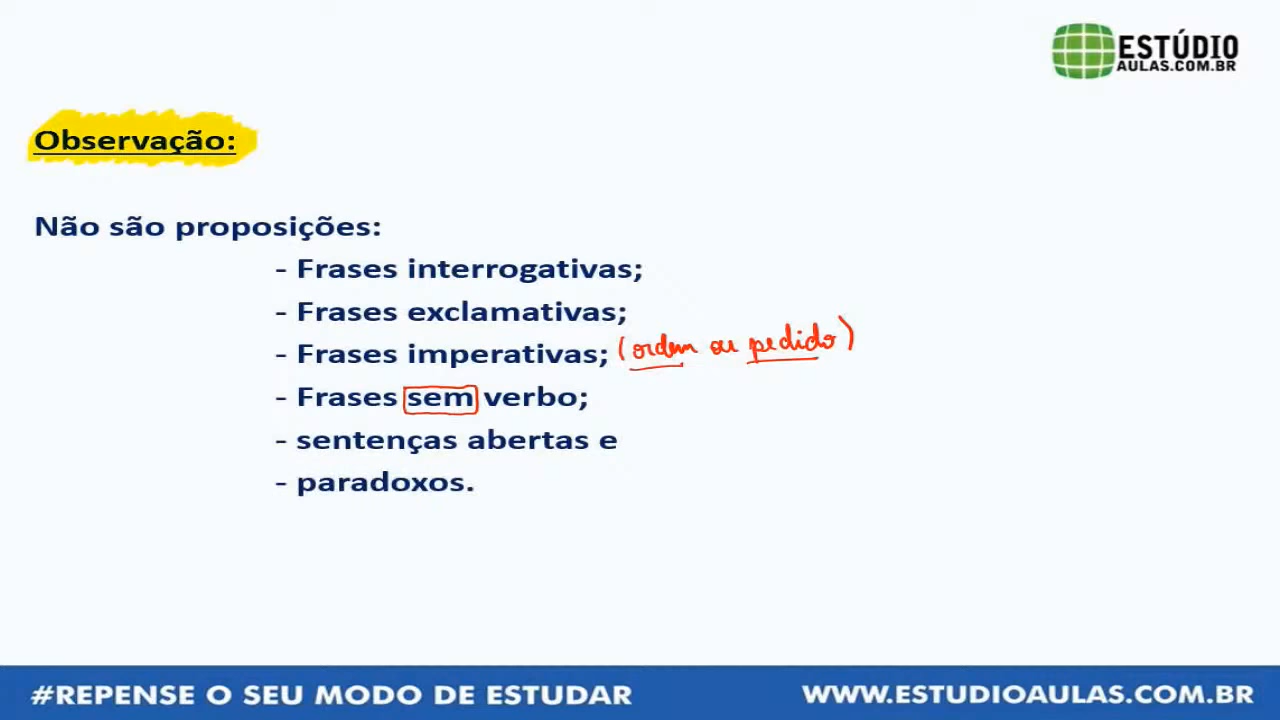 ESTÚDIO
AULAS.COM.BR
Observação:
Não são proposições:
- Frases interrogativas;
- Frases exclamativas;
- Frases imperativas; (ordem ou pedido)
- Frases sem verbo;
- sentenças abertas e
- paradoxos.
#REPENSE O SEU MODO DE ESTUDAR
WWW.ESTUDIOAULAS.COM.BR